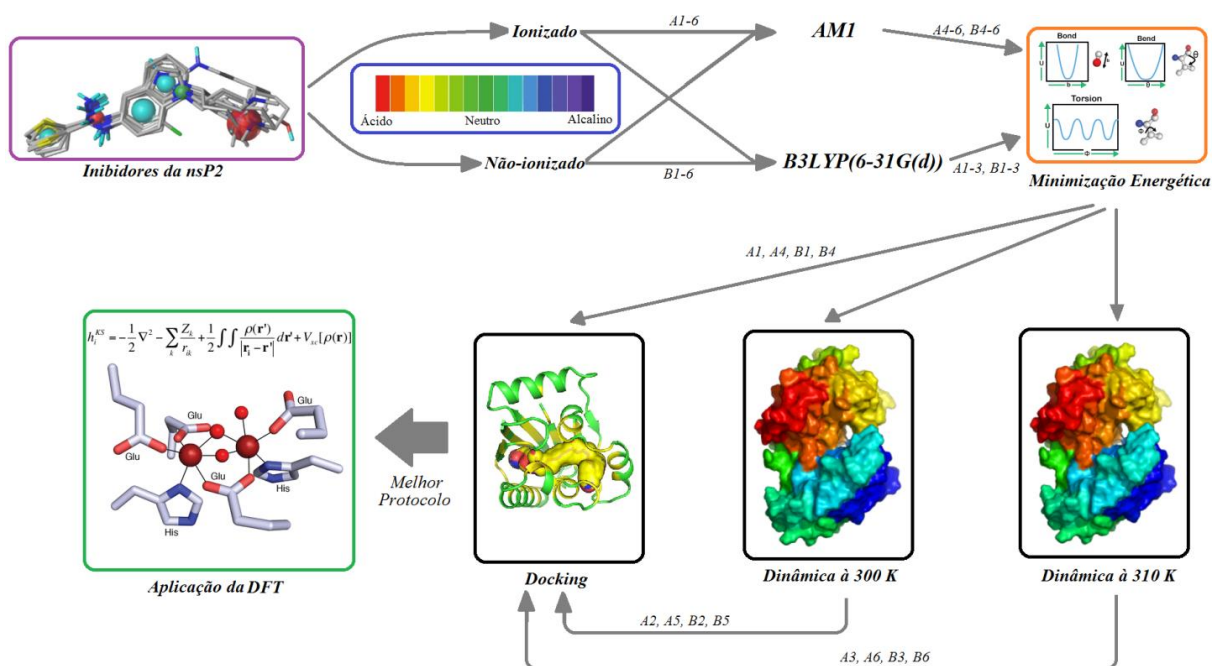 Ionizado
A1-6
AM1
A4-6, B4-6
Bond
Bond
U
U
b
θ
θ
Torsion
U
Φ
Minimização Energética
Ácido
Neutro
Alcalino
Inibidores da nsP2
Não-ionizado
B1-6
B3LYP(6-31G(d))
A1-3, B1-3
A1, A4, B1, B4
Glu
Glu
Glu
Glu
His
His
Aplicação da DFT
Melhor
Protocolo
Docking
Dinâmica à 300 K
Dinâmica à 310 K
A2, A5, B2, B5
A3, A6, B3, B6